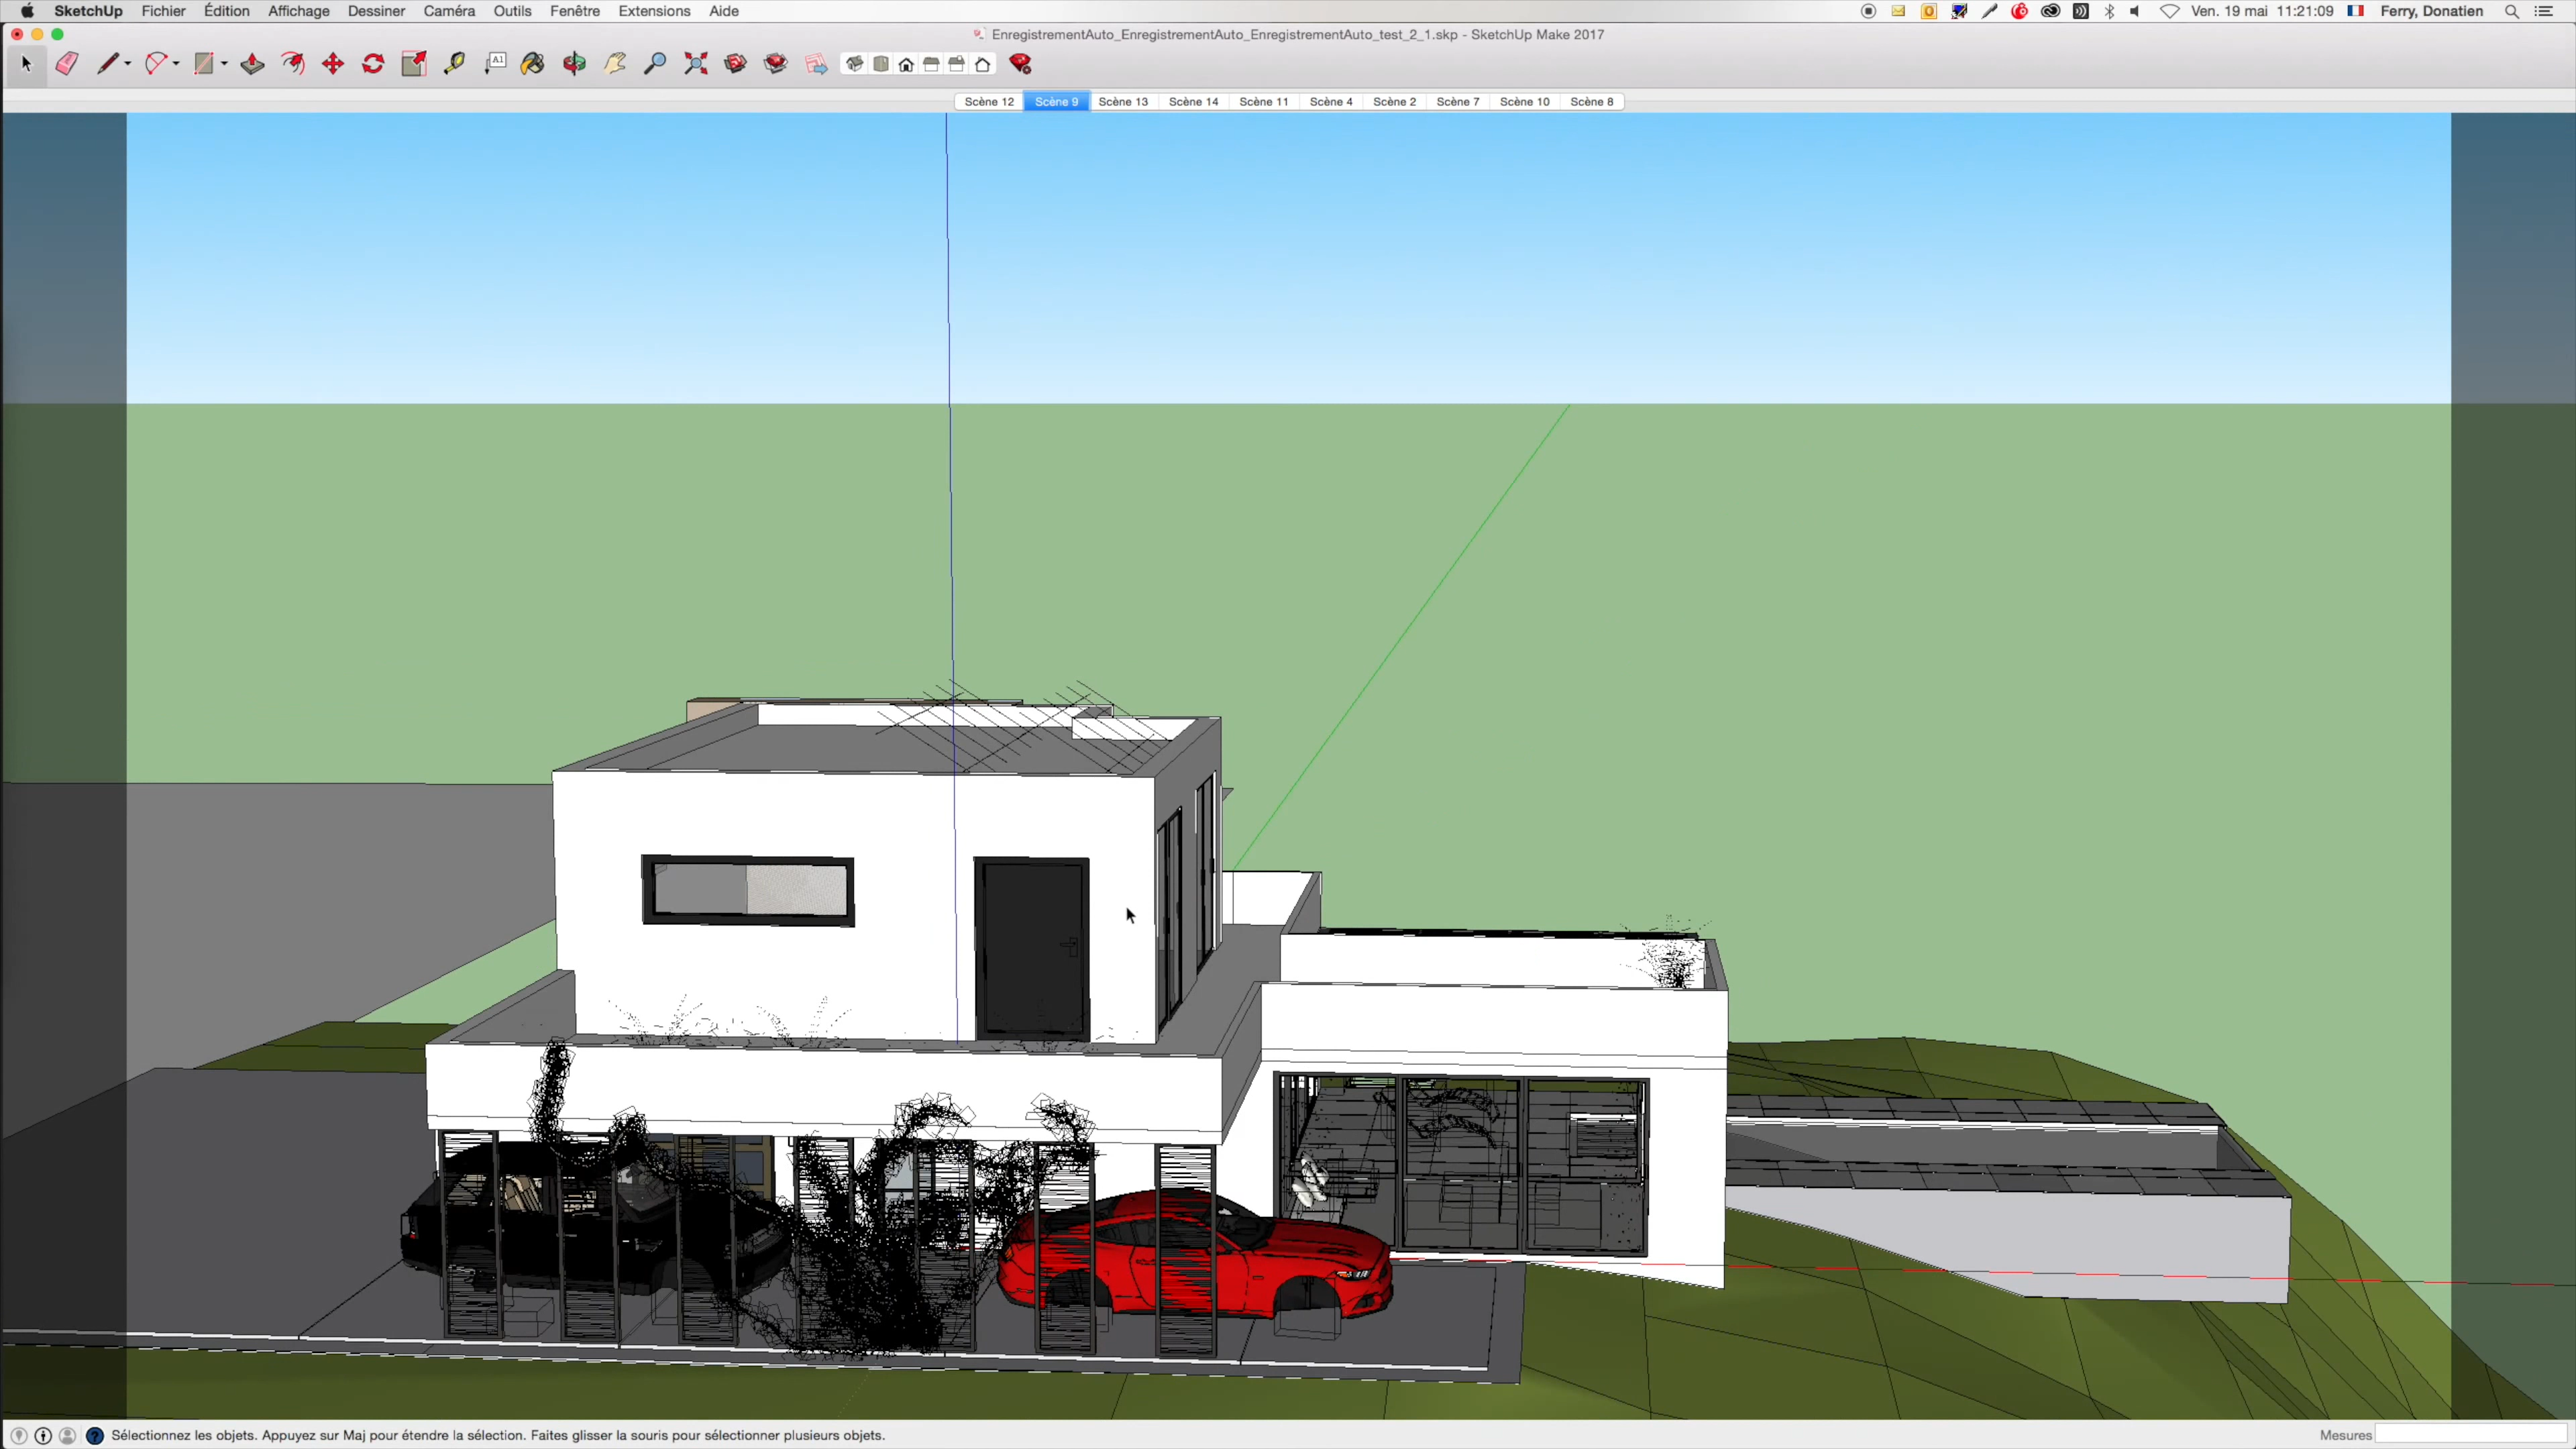 SketchUp Fichier Édition Affichage Dessiner Caméra Outils Fenêtre Extensions Aide Ven. 19 mai 11:21:09 Ferry, Donatien
EnregistrementAuto_EnregistrementAuto_EnregistrementAuto_test_2_1.skp - SketchUp Make 2017
A1
Scène 12 Scène 9 Scène 13 Scène 14 Scène 11 Scène 4 Scène 2 Scène 7 Scène 10 Scène 8
Sélectionnez les objets. Appuyez sur Maj pour étendre la sélection. Faites glisser la souris pour sélectionner plusieurs objets. Mesures